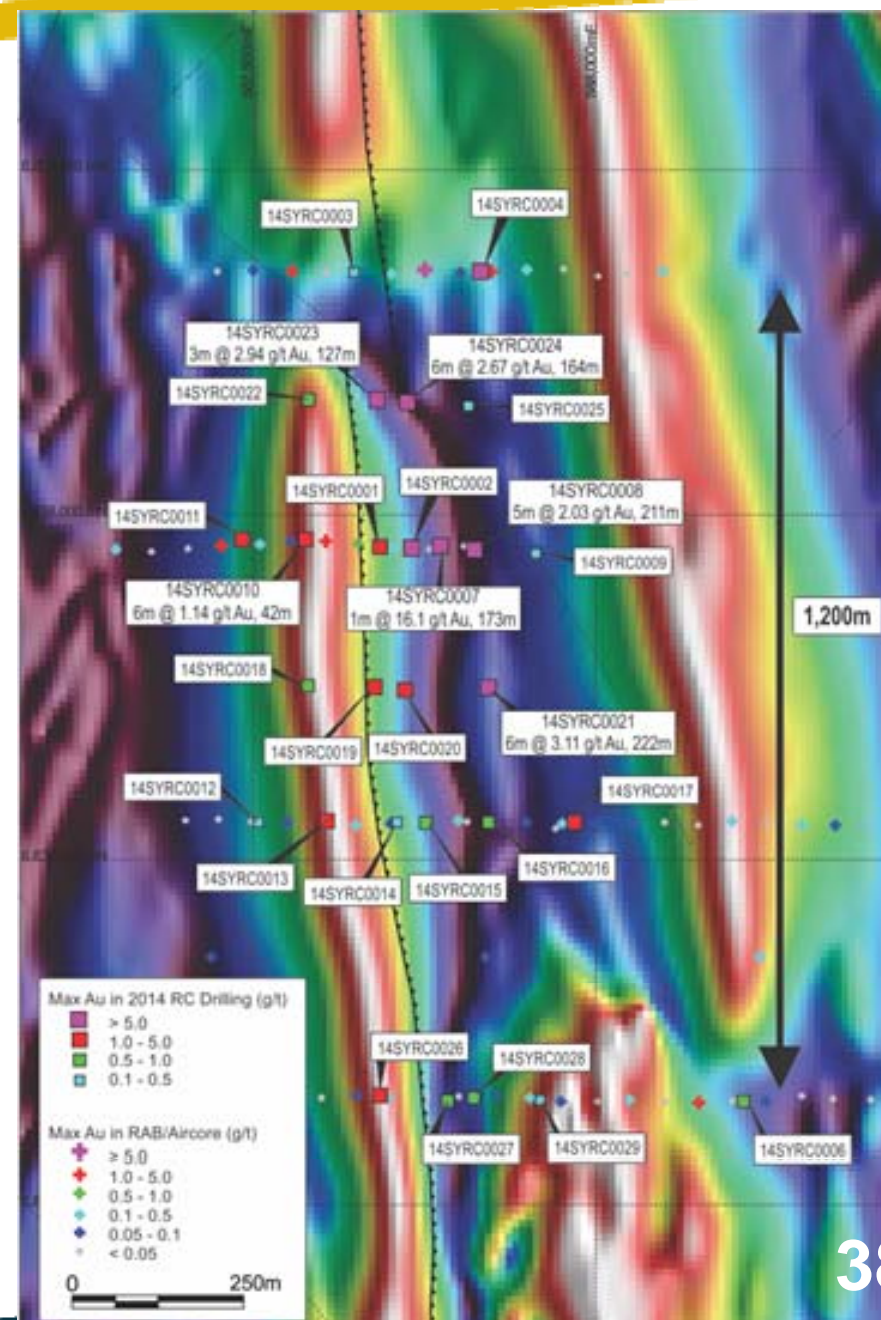 14SYRC0003
14SYRC0004
14SYRC0023
3m @ 2.94 g/t Au, 127m
14SYRC0024
6m @ 2.67 g/t Au, 164m
14SYRC0022
14SYRC0025
14SYRC0001
14SYRC0002
14SYRC0008
5m @ 2.03 g/t Au, 211m
14SYRC0011
14SYRC0009
14SYRC0010
6m @ 1.14 g/t Au, 42m
14SYRC0007
1m @ 16.1 g/t Au, 173m
1,200m
14SYRC0018
14SYRC0019
14SYRC0020
14SYRC0021
6m @ 3.11 g/t Au, 222m
14SYRC0012
14SYRC0017
14SYRC0013
14SYRC0014
14SYRC0015
14SYRC0016
Max Au in 2014 RC Drilling (g/t)
> 5.0
1.0 - 5.0
0.5 - 1.0
0.1 - 0.5
Max Au in RAB/Aircore (g/t)
> 5.0
1.0 - 5.0
0.5 - 1.0
0.1 - 0.5
0.05 - 0.1
< 0.05
0 250m
14SYRC0026
14SYRC0028
14SYRC0027
14SYRC0029
14SYRC0006
38